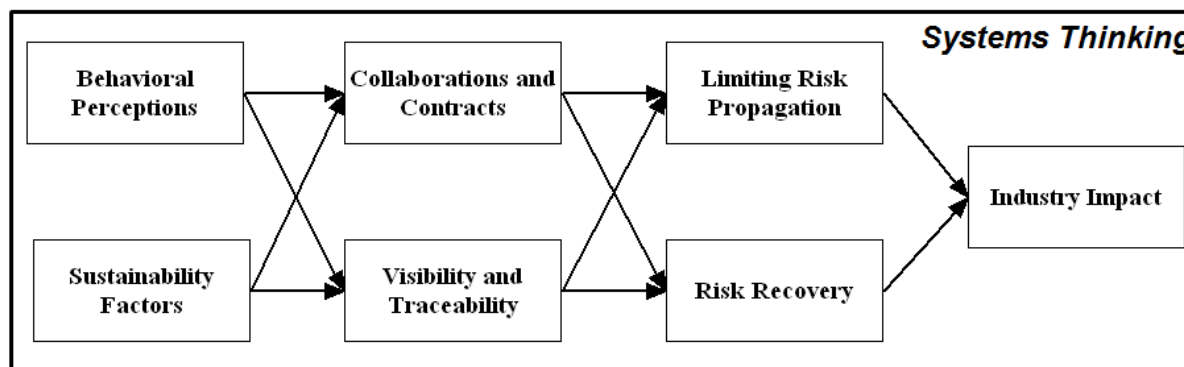 Systems Thinking
Behavioral
Perceptions
Collaborations and
Contracts
Limiting Risk
Propagation
Industry Impact
Sustainability
Factors
Visibility and
Traceability
Risk Recovery